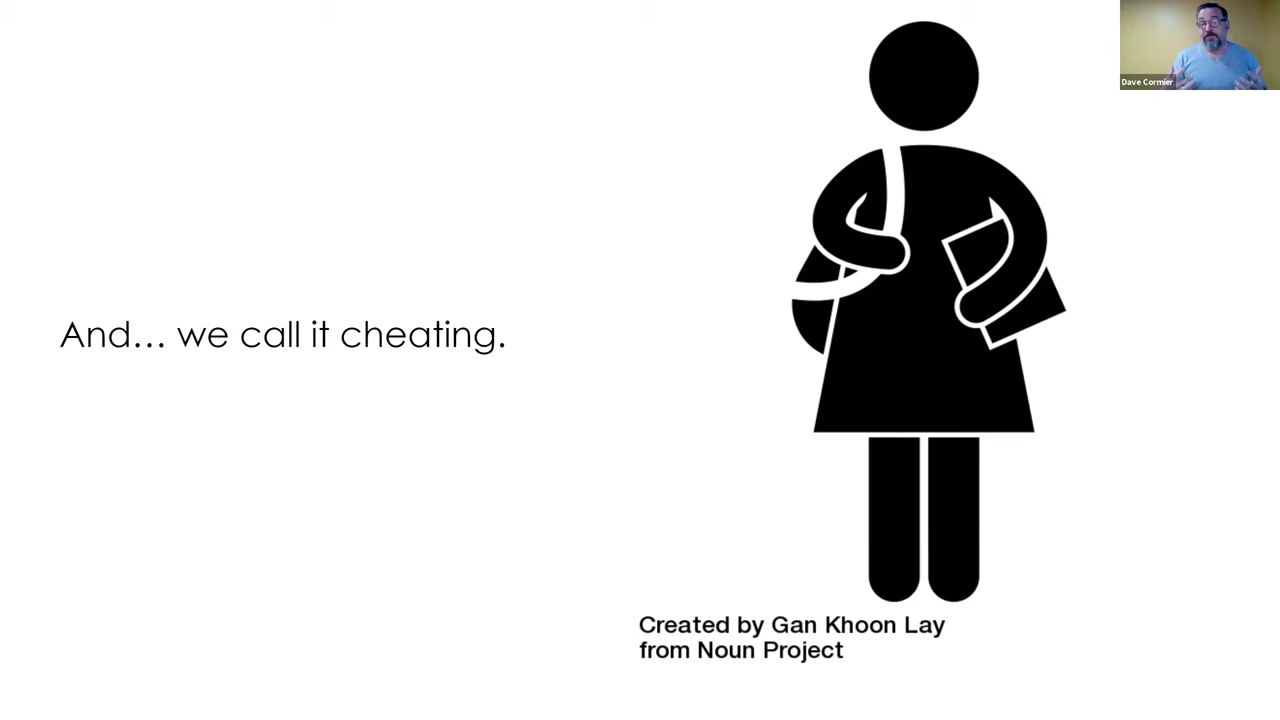 Dave Cormier
And... we call it cheating.
Created by Gan Khoon Lay
from Noun Project